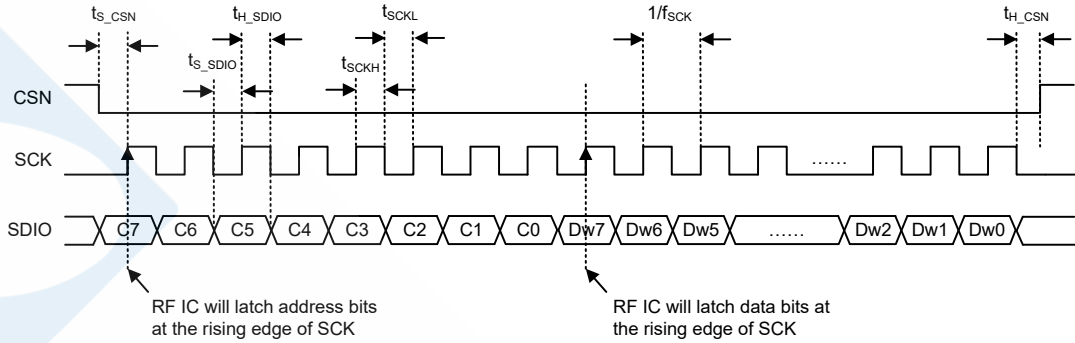 tS_CSN tH_SDIO tSCKL 1/fSCK tH_CSN
tS_SDIO tSCKH
CSN
SCK ......
SDIO C7 C6 C5 C4 C3 C2 C1 C0 Dw7 Dw6 Dw5 ...... Dw2 Dw1 Dw0
RF IC will latch address bits
at the rising edge of SCK
RF IC will latch data bits at
the rising edge of SCK